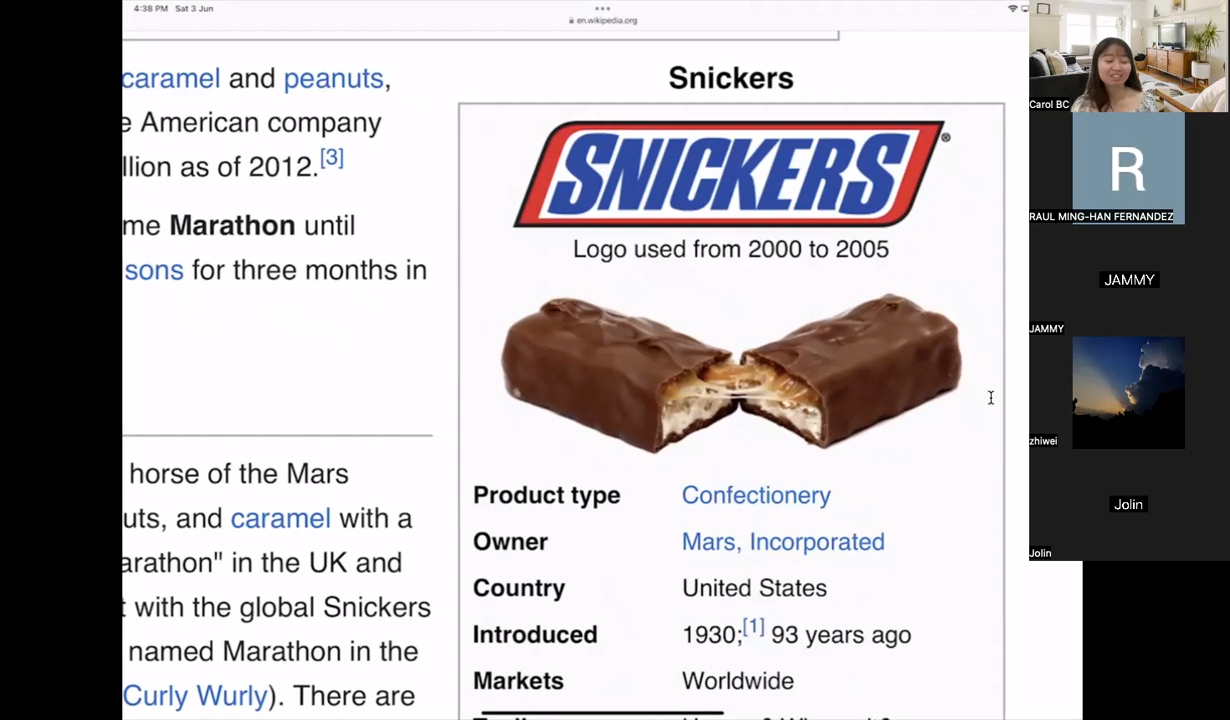 4:38 PM Sat 3 Jun
en.wikipedia.org
caramel and peanuts,
e American company
llion as of 2012.[3]
me Marathon until
sons for three months in
horse of the Mars
uts, and caramel with a
arathon" in the UK and
t with the global Snickers
named Marathon in the
Curly Wurly). There are
Snickers
SNICKERS®
Logo used from 2000 to 2005
Product type Confectionery
Owner Mars, Incorporated
Country United States
Introduced 1930;[1] 93 years ago
Markets Worldwide
Carol BC
R
RAUL MING-HAN FERNANDEZ
JAMMY
JAMMY
zhiwei
Jolin
Jolin